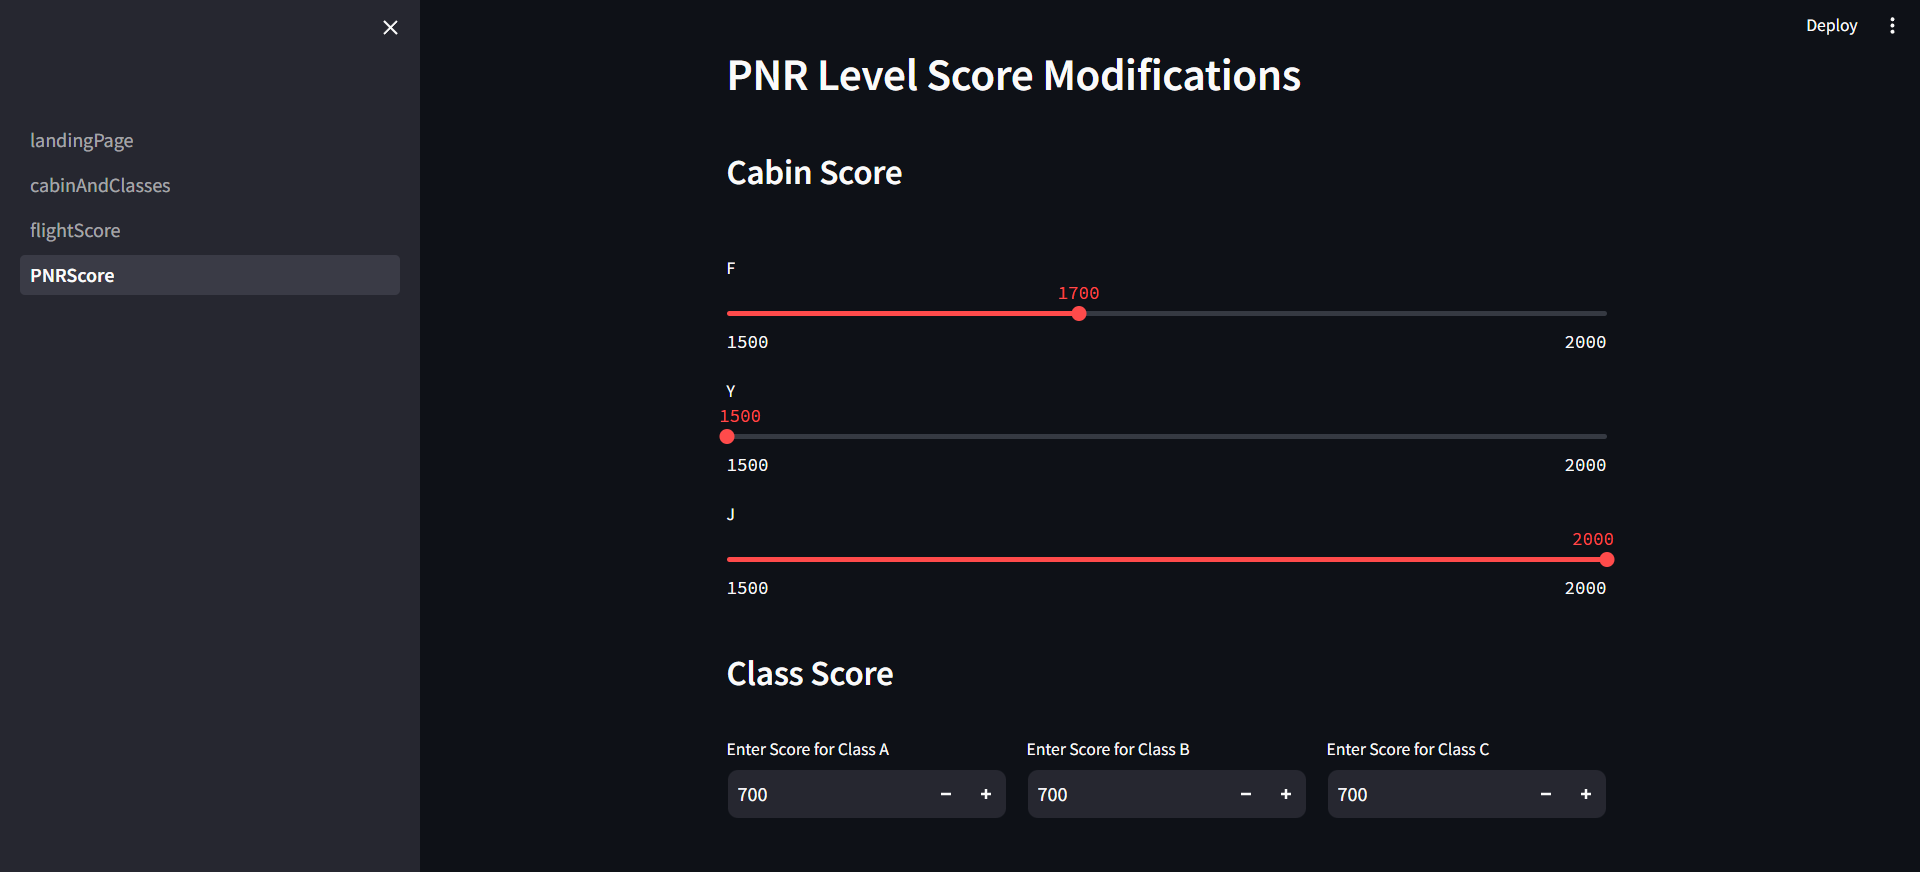 Deploy
landingPage
cabinAndClasses
flightScore
PNRScore
PNR Level Score Modifications
Cabin Score
F
1700
1500 2000
Y
1500
1500 2000
J
2000
1500 2000
Class Score
Enter Score for Class A Enter Score for Class B Enter Score for Class C
700 700 700